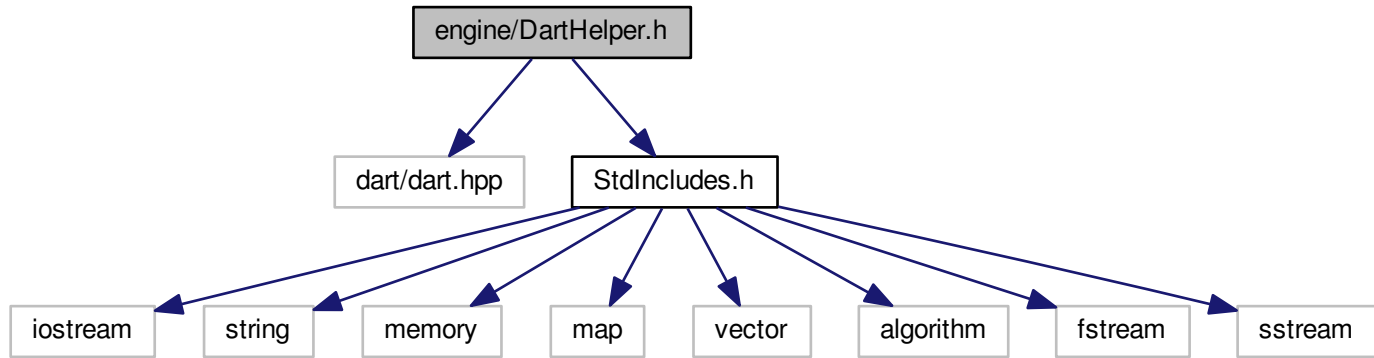 engine/DartHelper.h
dart/dart.hpp
StdIncludes.h
iostream
string
memory
map
vector
algorithm
fstream
sstream